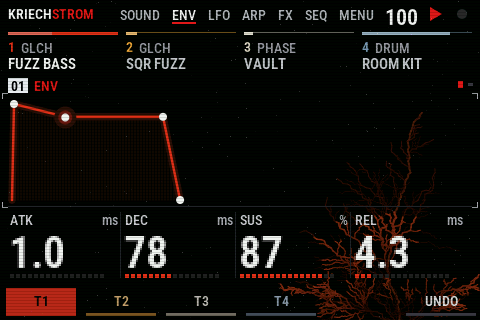 KRIECHSTROM SOUND ENV LFO ARP FX SEQ MENU 100
1 GLCH 2 GLCH 3 PHASE 4 DRUM
FUZZ BASS SQR FUZZ VAULT ROOM KIT
01 ENV
ATK ms DEC ms SUS % REL ms
1.0 78 87 4.3
T1 T2 T3 T4 UNDO